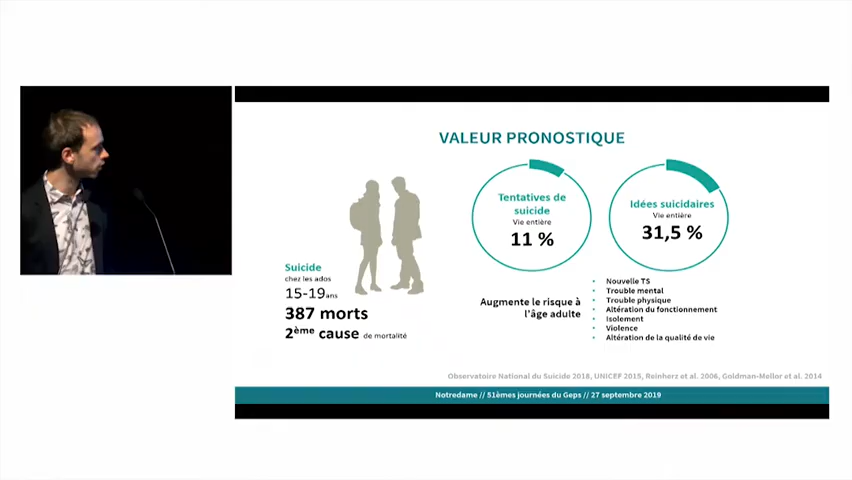 VALEUR PRONOSTIQUE
Tentatives de
suicide
Vie entière
11 %
Idées suicidaires
Vie entière
31,5 %
Suicide
chez les ados
15-19ans
387 morts
2ème cause de mortalité
Augmente le risque à
l'âge adulte
• Nouvelle TS
• Trouble mental
• Trouble physique
• Altération du fonctionnement
• Isolement
• Violence
• Altération de la qualité de vie
Observatoire National du Suicide 2018, UNICEF 2015, Reinherz et al. 2006, Goldman-Mellor et al. 2014
Notredame // 51èmes journées du Geps // 27 septembre 2019